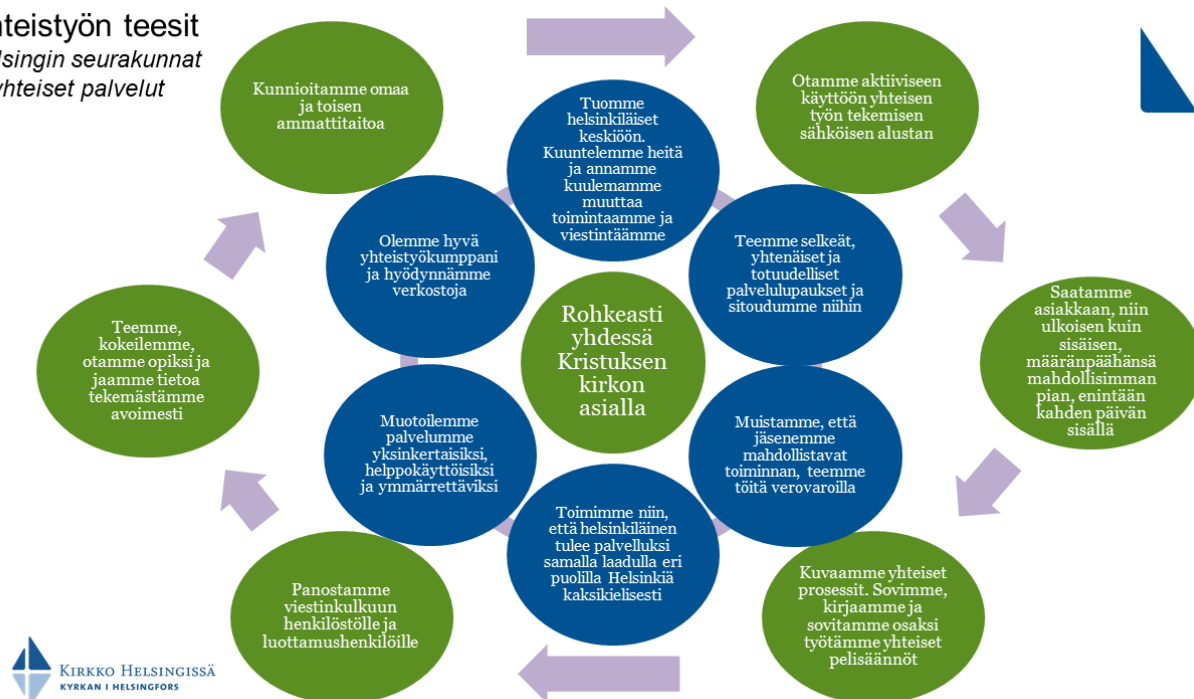 nteistyön teesit
lsingin seurakunnat
yhteiset palvelut
Kunnioitamme omaa
ja toisen
ammattitaitoa
Tuomme
helsinkiläiset
keskiöön.
Kuuntelemme heitä
ja annamme
kuulemamme
muuttaa
toimintaamme ja
viestintäämme
Otamme aktiiviseen
käyttöön yhteisen
työn tekemisen
sähköisen alustan
Olemme hyvä
yhteistyökumppani
ja hyödynnämme
verkostoja
Teemme selkeät,
yhtenäiset ja
totuudelliset
palvelulupaukset ja
sitoudumme niihin
Teemme,
kokeilemme,
otamme opiksi ja
jaamme tietoa
tekemästämme
avoimesti
Rohkeasti
yhdessä
Kristuksen
kirkon
asialla
Saatamme
asiakkaan, niin
ulkoisen kuin
sisäisen,
määränpäähänsä
mahdollisimman
pian, enintään
kahden päivän
sisällä
Muotoilemme
palvelumme
yksinkertaisiksi,
helppokäyttöisiksi
ja ymmärrettäviksi
Muistamme, että
jäsenemme
mahdollistavat
toiminnan, teemme
töitä verovaroilla
Toimimme niin,
että helsinkiläinen
tulee palvelluksi
samalla laadulla eri
puolilla Helsinkiä
kaksikielisesti
Panostamme
viestinkulkuun
henkilöstölle ja
luottamushenkilöille
Kuvaamme yhteiset
prosessit. Sovimme,
kirjaamme ja
sovitamme osaksi
työtämme yhteiset
pelisäännöt
KIRKKO HELSINGISSÄ
KYRKAN I HELSINGFORS